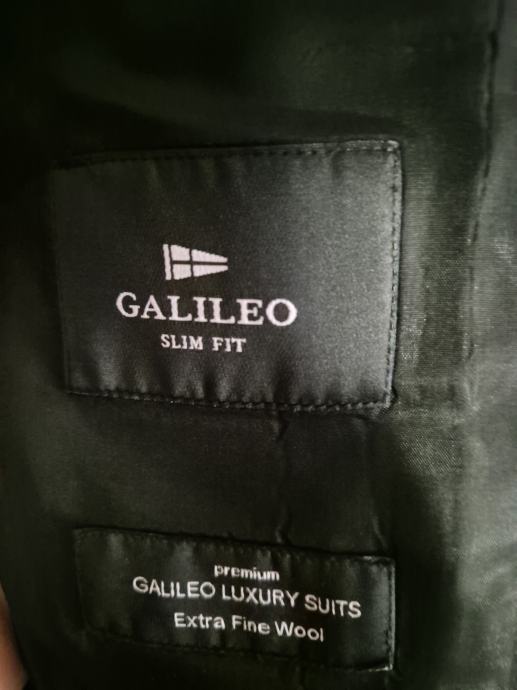 GALILEO
SLIM FIT
premium
GALILEO LUXURY SUITS
Extra Fine Wool